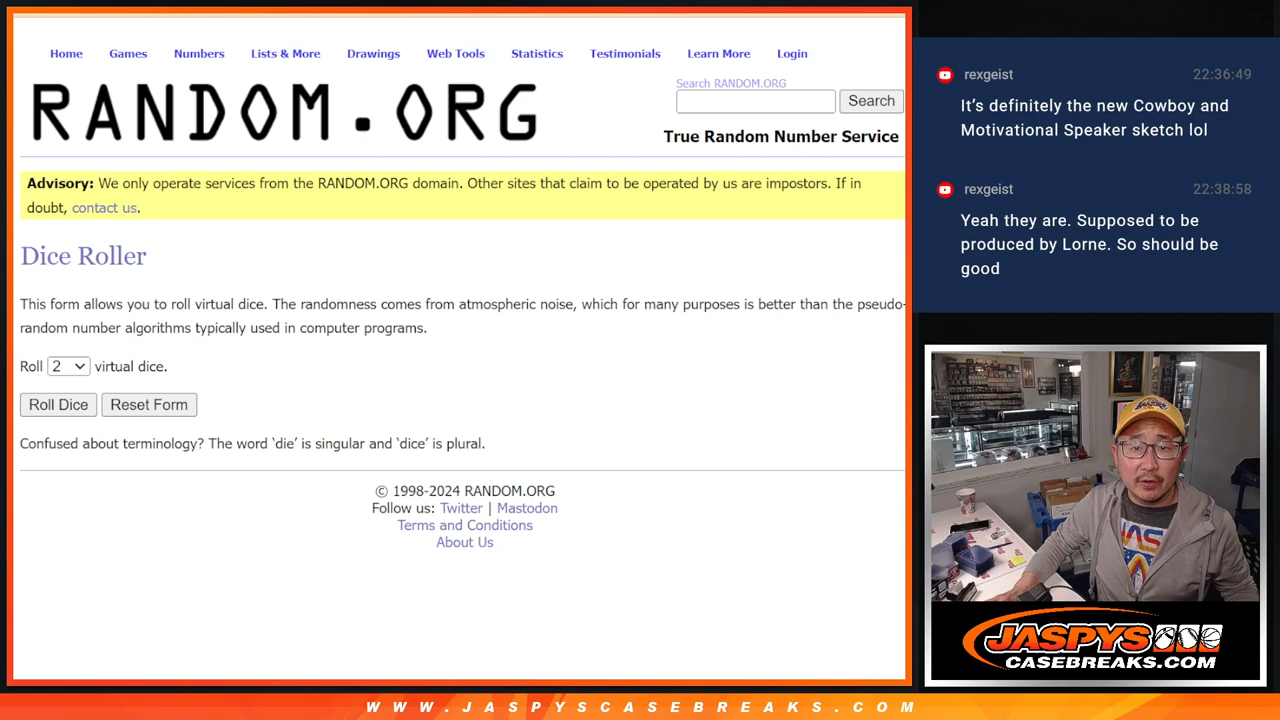 Home Games Numbers Lists & More Drawings Web Tools Statistics Testimonials Learn More Login
RANDOM.ORG
Search RANDOM.ORG
Search
True Random Number Service
Advisory: We only operate services from the RANDOM.ORG domain. Other sites that claim to be operated by us are impostors. If in
doubt, contact us.
Dice Roller
This form allows you to roll virtual dice. The randomness comes from atmospheric noise, which for many purposes is better than the pseudo-
random number algorithms typically used in computer programs.
Roll 2 virtual dice.
Roll Dice Reset Form
Confused about terminology? The word ‘die’ is singular and ‘dice’ is plural.
© 1998-2024 RANDOM.ORG
Follow us: Twitter | Mastodon
Terms and Conditions
About Us
rexgeist 22:36:49
It’s definitely the new Cowboy and
Motivational Speaker sketch lol
rexgeist 22:38:58
Yeah they are. Supposed to be
produced by Lorne. So should be
good
JASPYS
CASEBREAKS.COM
WWW.JASPYSCASEBREAKS.COM